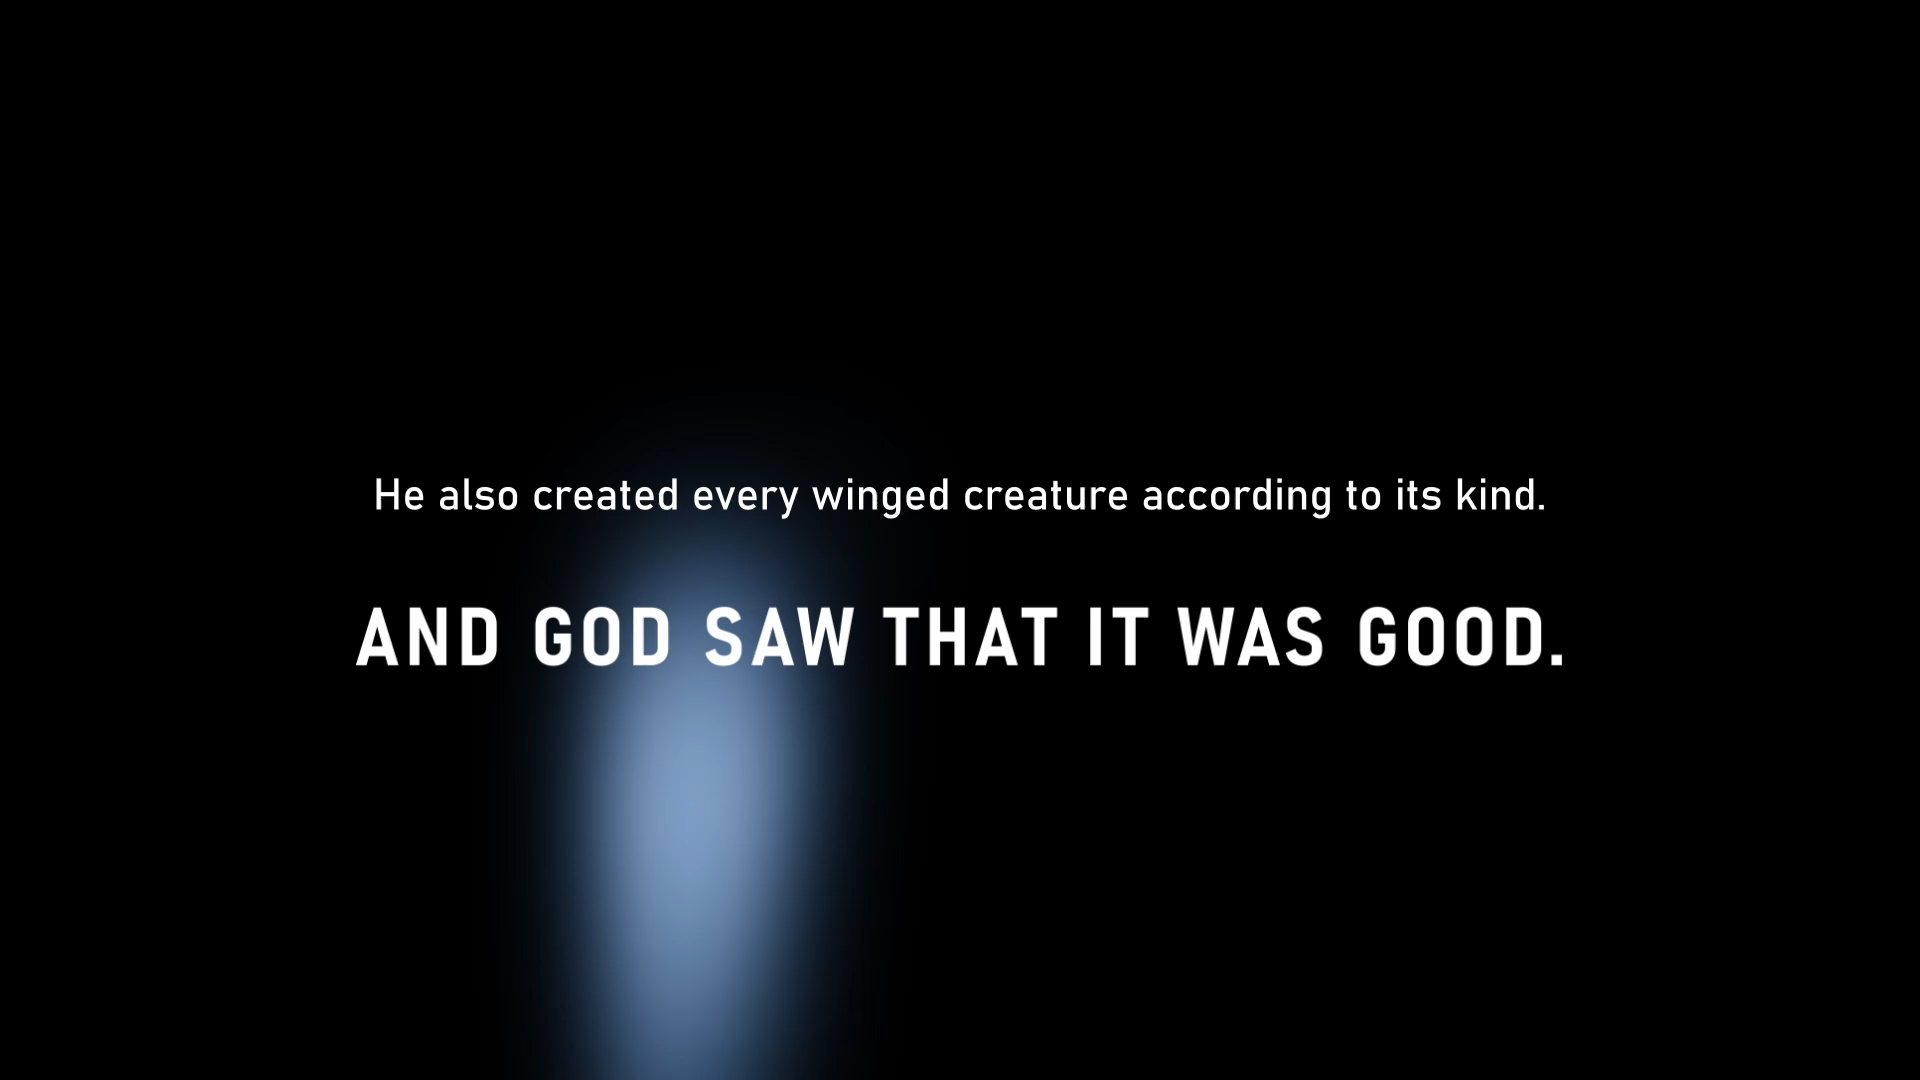 He also created every winged creature according to its kind.
AND GOD SAW THAT IT WAS GOOD.